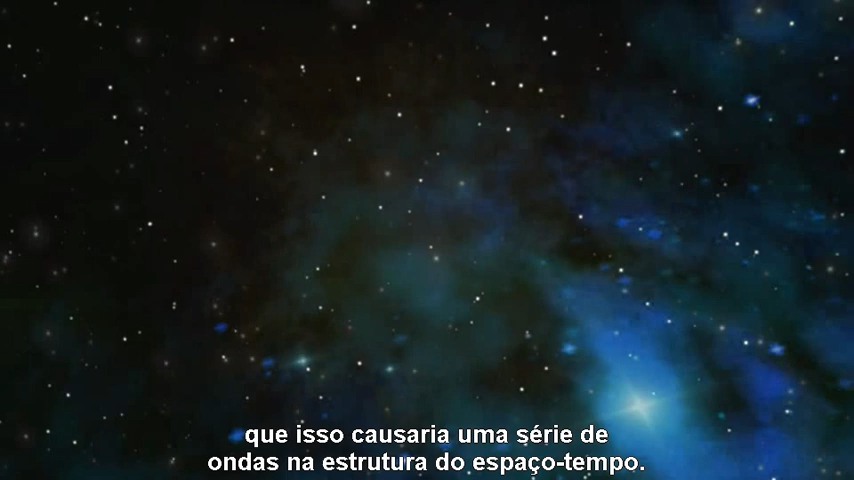 que isso causaria uma série de
ondas na estrutura do espaço-tempo.